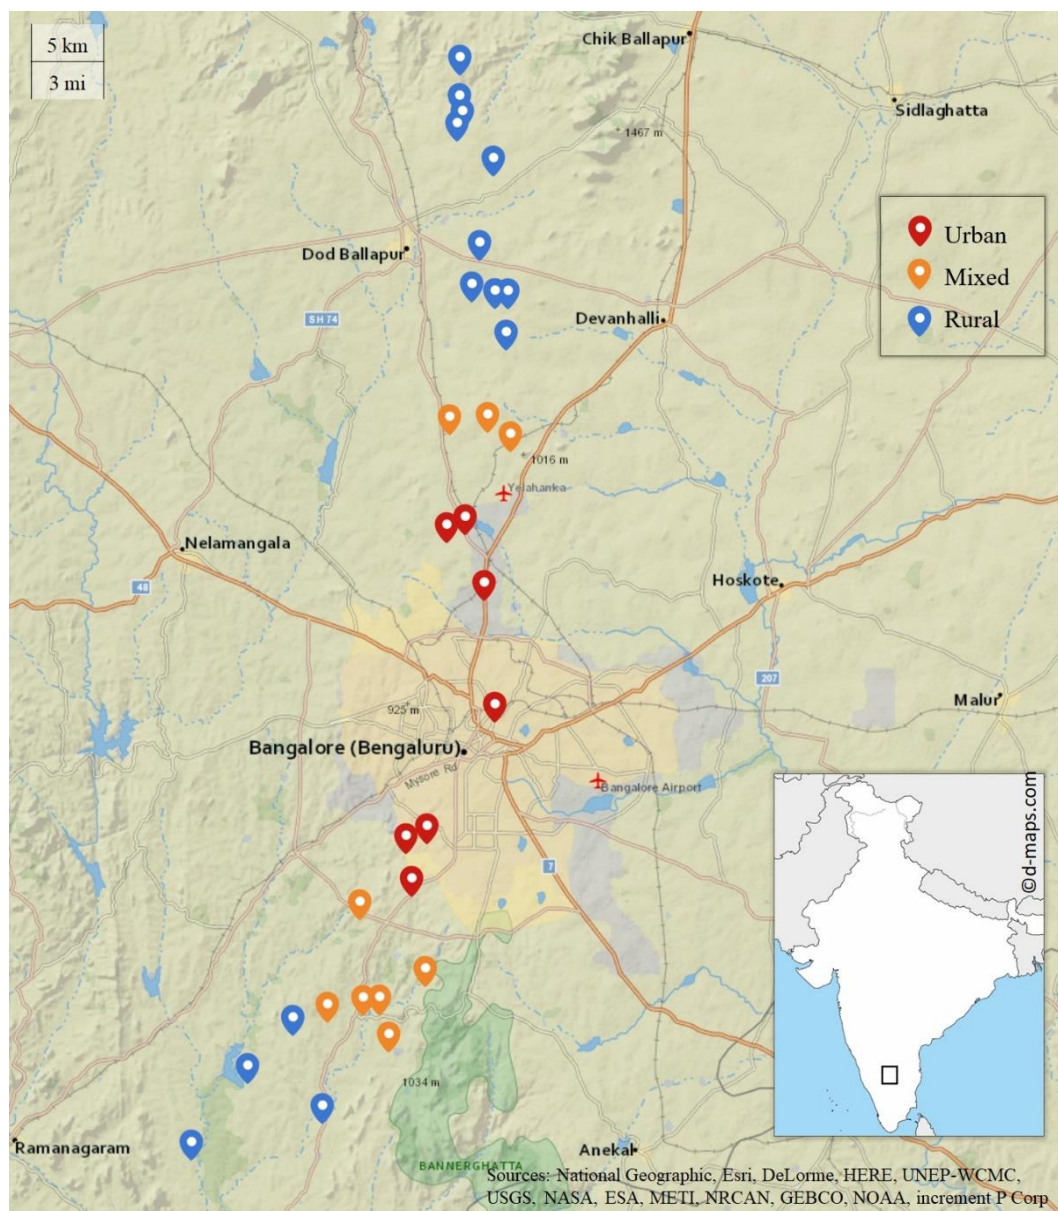 5 km
3 mi
Chik Ballapur
Sidlaghatta
1467 m
Urban
Mixed
Rural
Dod Ballapur
SH 74
Devanhalli
1016 m
Yelahanka
Nelamangala
48
Hoskote
207
925 m
Malur
Bangalore (Bengaluru)
Mysore Rd
Bangalore Airport
©d-maps.com
7
1034 m
Ramanagaram
Anekal
BANNERGHATTA
Sources: National Geographic, Esri, DeLorme, HERE, UNEP-WCMC,
USGS, NASA, ESA, METI, NRCAN, GEBCO, NOAA, increment P Corp